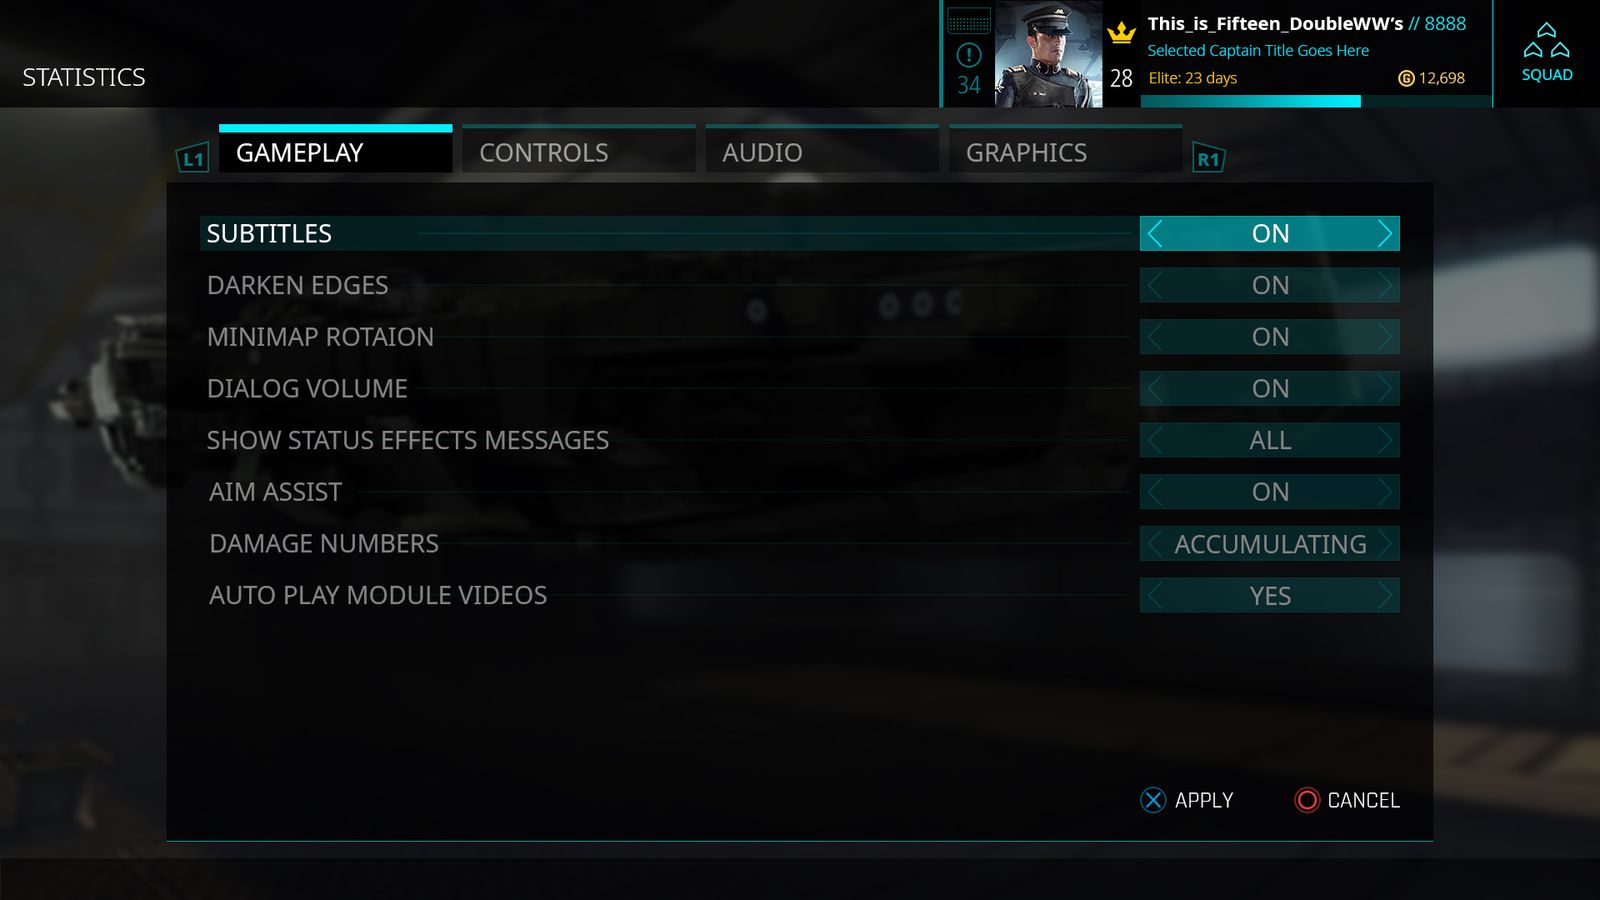 STATISTICS
34
28
This_is_Fifteen_DoubleWW's // 8888
Selected Captain Title Goes Here
Elite: 23 days
G 12,698
SQUAD
L1
GAMEPLAY
CONTROLS
AUDIO
GRAPHICS
R1
SUBTITLES ON
DARKEN EDGES ON
MINIMAP ROTAION ON
DIALOG VOLUME ON
SHOW STATUS EFFECTS MESSAGES ALL
AIM ASSIST ON
DAMAGE NUMBERS ACCUMULATING
AUTO PLAY MODULE VIDEOS YES
APPLY
CANCEL